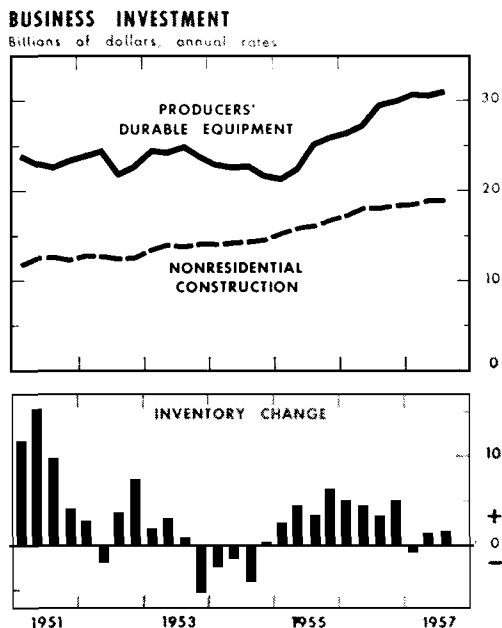 BUSINESS INVESTMENT
Billions of dollars, annual rates
30
PRODUCERS'
DURABLE EQUIPMENT
20
NONRESIDENTIAL
CONSTRUCTION
10
0
INVENTORY CHANGE
10
+
0
−
1951 1953 1955 1957